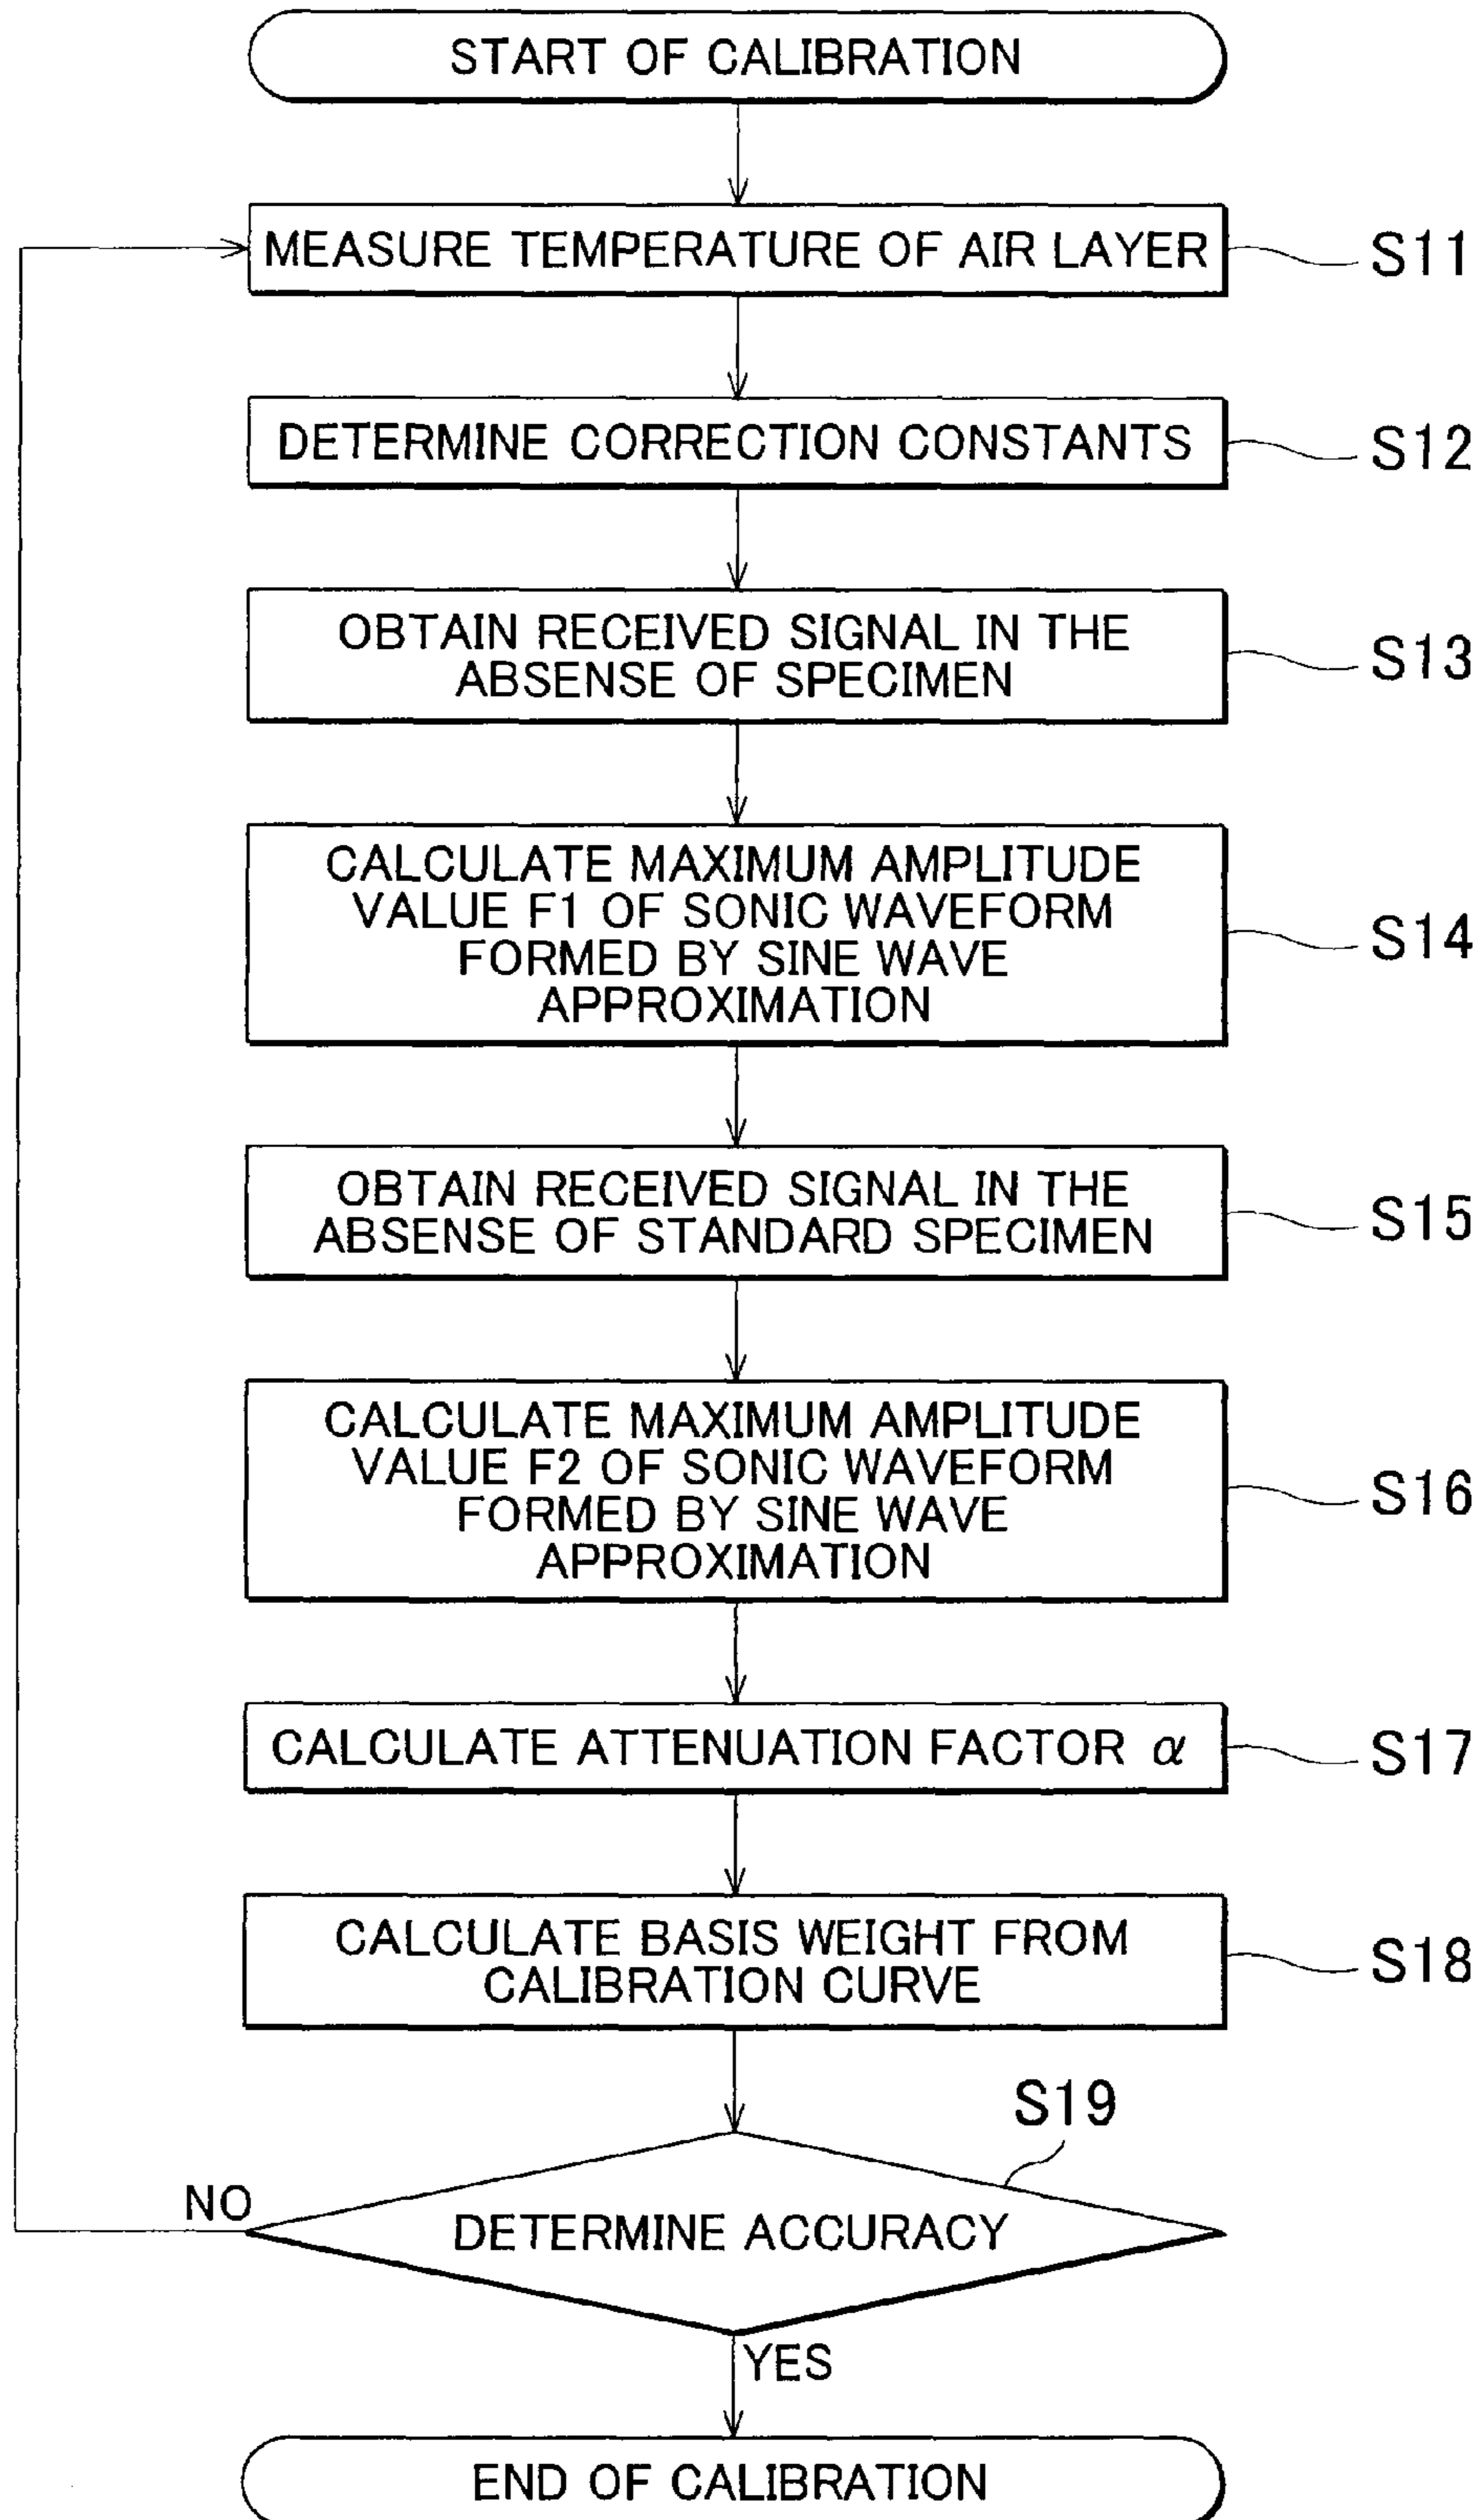 START OF CALIBRATION
MEASURE TEMPERATURE OF AIR LAYER
S11
DETERMINE CORRECTION CONSTANTS
S12
OBTAIN RECEIVED SIGNAL IN THE
ABSENSE OF SPECIMEN
S13
CALCULATE MAXIMUM AMPLITUDE
VALUE F1 OF SONIC WAVEFORM
FORMED BY SINE WAVE
APPROXIMATION
S14
OBTAIN RECEIVED SIGNAL IN THE
ABSENSE OF STANDARD SPECIMEN
S15
CALCULATE MAXIMUM AMPLITUDE
VALUE F2 OF SONIC WAVEFORM
FORMED BY SINE WAVE
APPROXIMATION
S16
CALCULATE ATTENUATION FACTOR α
S17
CALCULATE BASIS WEIGHT FROM
CALIBRATION CURVE
S18
S19
NO
DETERMINE ACCURACY
YES
END OF CALIBRATION